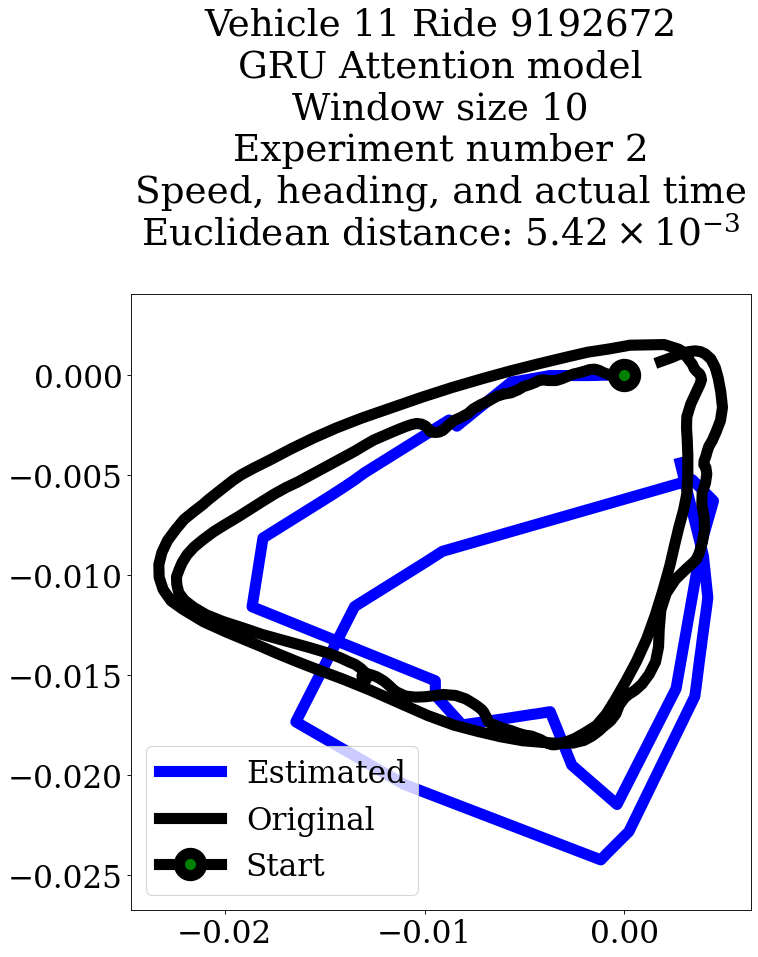 Vehicle 11 Ride 9192672
GRU Attention model
Window size 10
Experiment number 2
Speed, heading, and actual time
Euclidean distance: 5.42 × 10⁻³
0.000
−0.005
−0.010
−0.015
−0.020
−0.025
Estimated
Original
Start
−0.02
−0.01
0.00